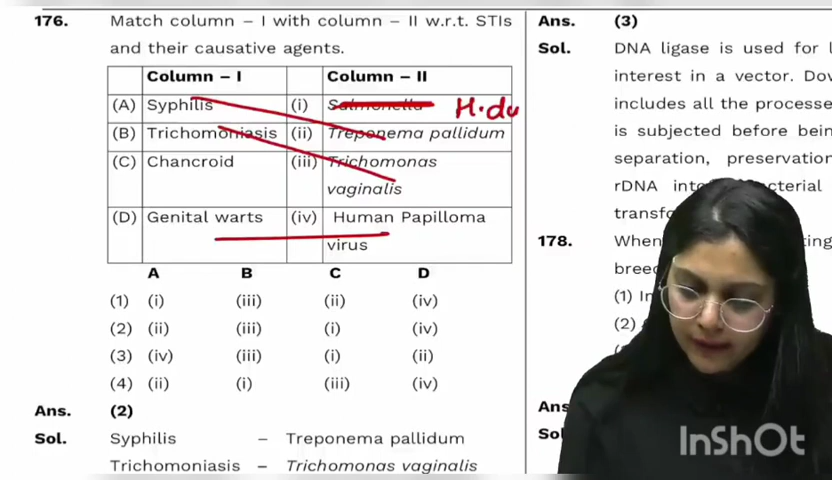 176. Match column – I with column – II w.r.t. STIs
and their causative agents.
Column – I Column – II
(A) Syphilis (i) Salmonella H.du
(B) Trichomoniasis (ii) Treponema pallidum
(C) Chancroid (iii) Trichomonas
vaginalis
(D) Genital warts (iv) Human Papilloma
virus
A B C D
(1) (i) (iii) (ii) (iv)
(2) (ii) (iii) (i) (iv)
(3) (iv) (iii) (i) (ii)
(4) (ii) (i) (iii) (iv)
Ans. (2)
Sol. Syphilis – Treponema pallidum
Trichomoniasis – Trichomonas vaginalis
Ans. (3)
Sol. DNA ligase is used for
interest in a vector.
includes all the processe
is subjected before bein
separation, preservation
rDNA
transf
178. When
bree
(1)
(2)
Ans
Sol
InShOt